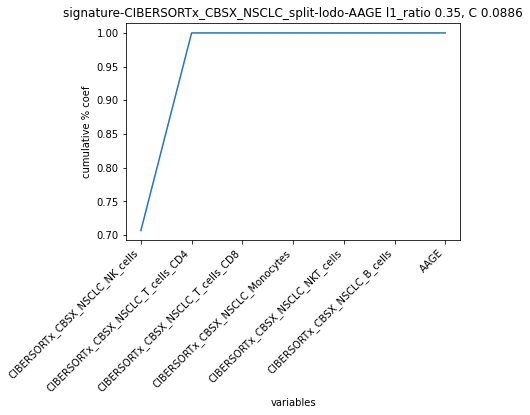 signature-CIBERSORTx_CBSX_NSCLC_split-lodo-AAGE l1_ratio 0.35, C 0.0886
cumulative % coef
1.00
0.95
0.90
0.85
0.80
0.75
0.70
CIBERSORTx_CBSX_NSCLC_NK_cells
CIBERSORTx_CBSX_NSCLC_T_cells_CD4
CIBERSORTx_CBSX_NSCLC_T_cells_CD8
CIBERSORTx_CBSX_NSCLC_Monocytes
CIBERSORTx_CBSX_NSCLC_NKT_cells
CIBERSORTx_CBSX_NSCLC_B_cells
AAGE
variables